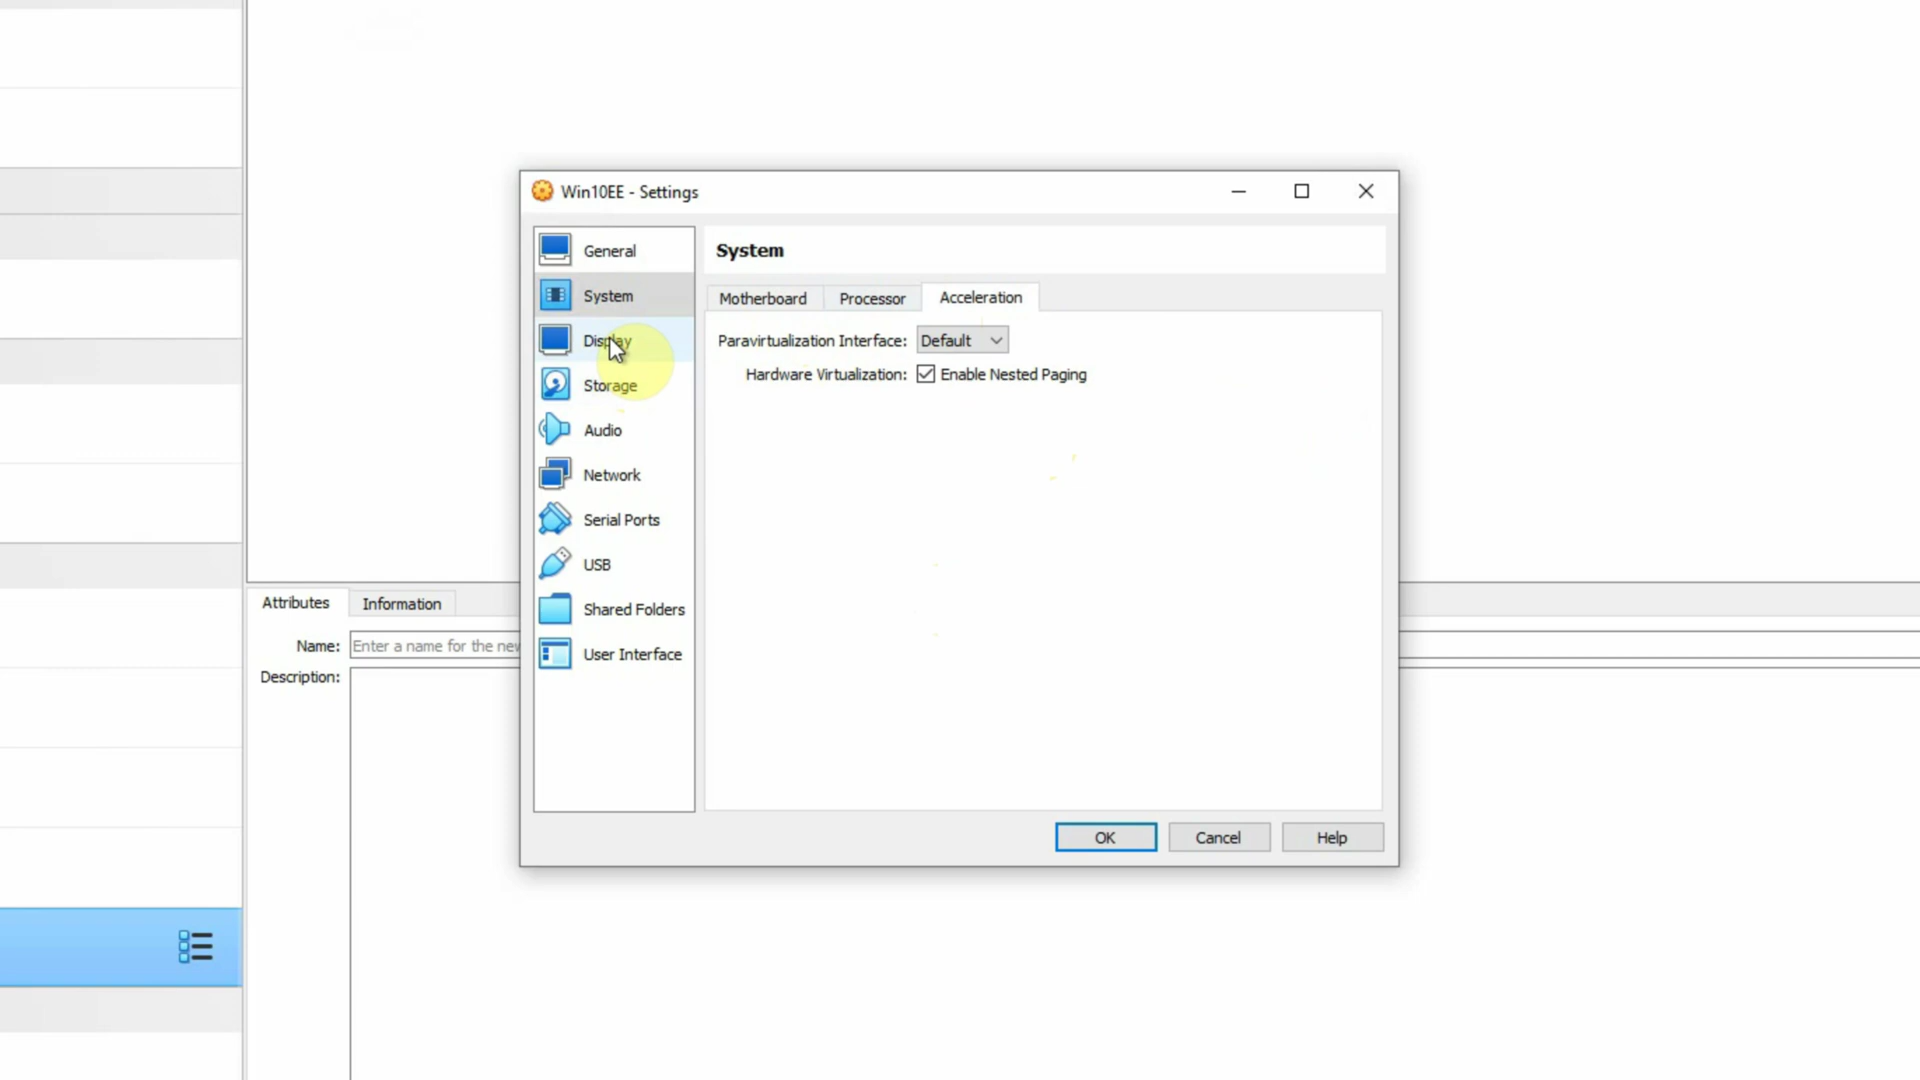 Win10EE - Settings
General
System
Display
Storage
Audio
Network
Serial Ports
USB
Shared Folders
User Interface
System
Motherboard Processor Acceleration
Paravirtualization Interface: Default
Hardware Virtualization: Enable Nested Paging
OK Cancel Help
Attributes Information
Name: Enter a name for the new
Description: